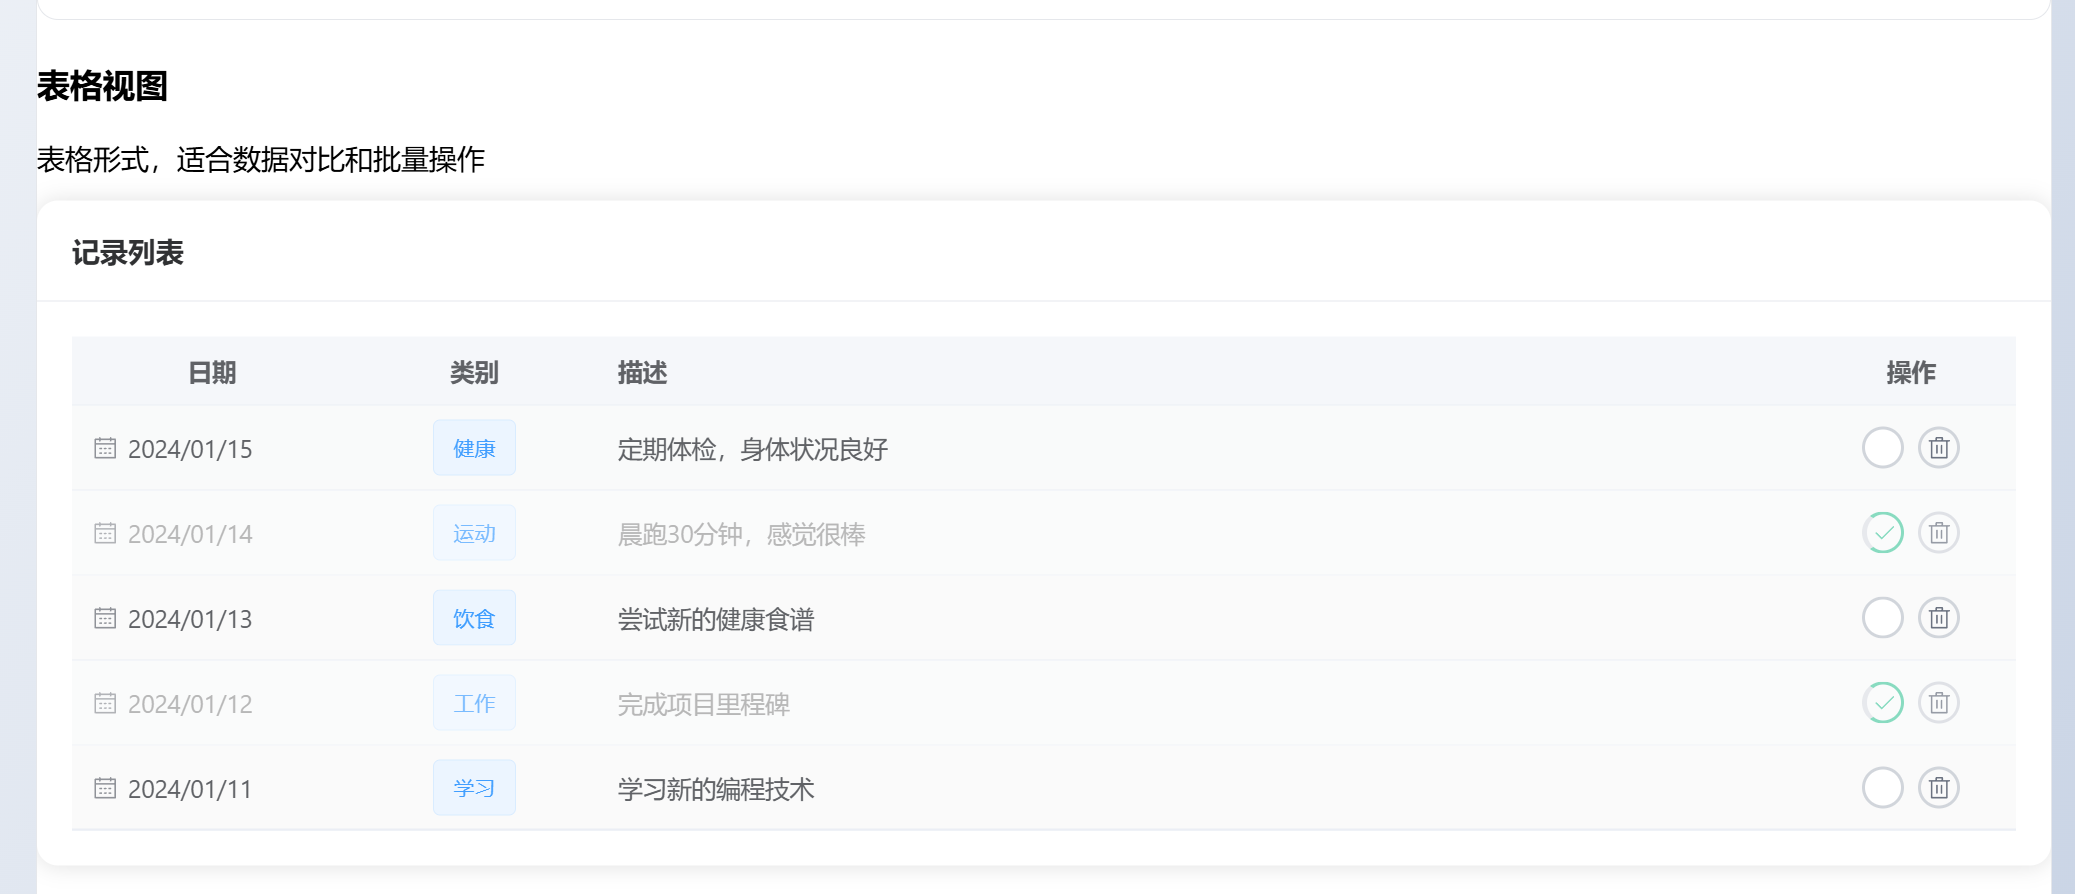 表格视图
表格形式，适合数据对比和批量操作
记录列表
日期 类别 描述 操作
2024/01/15 健康 定期体检，身体状况良好
2024/01/14 运动 晨跑30分钟，感觉很棒
2024/01/13 饮食 尝试新的健康食谱
2024/01/12 工作 完成项目里程碑
2024/01/11 学习 学习新的编程技术